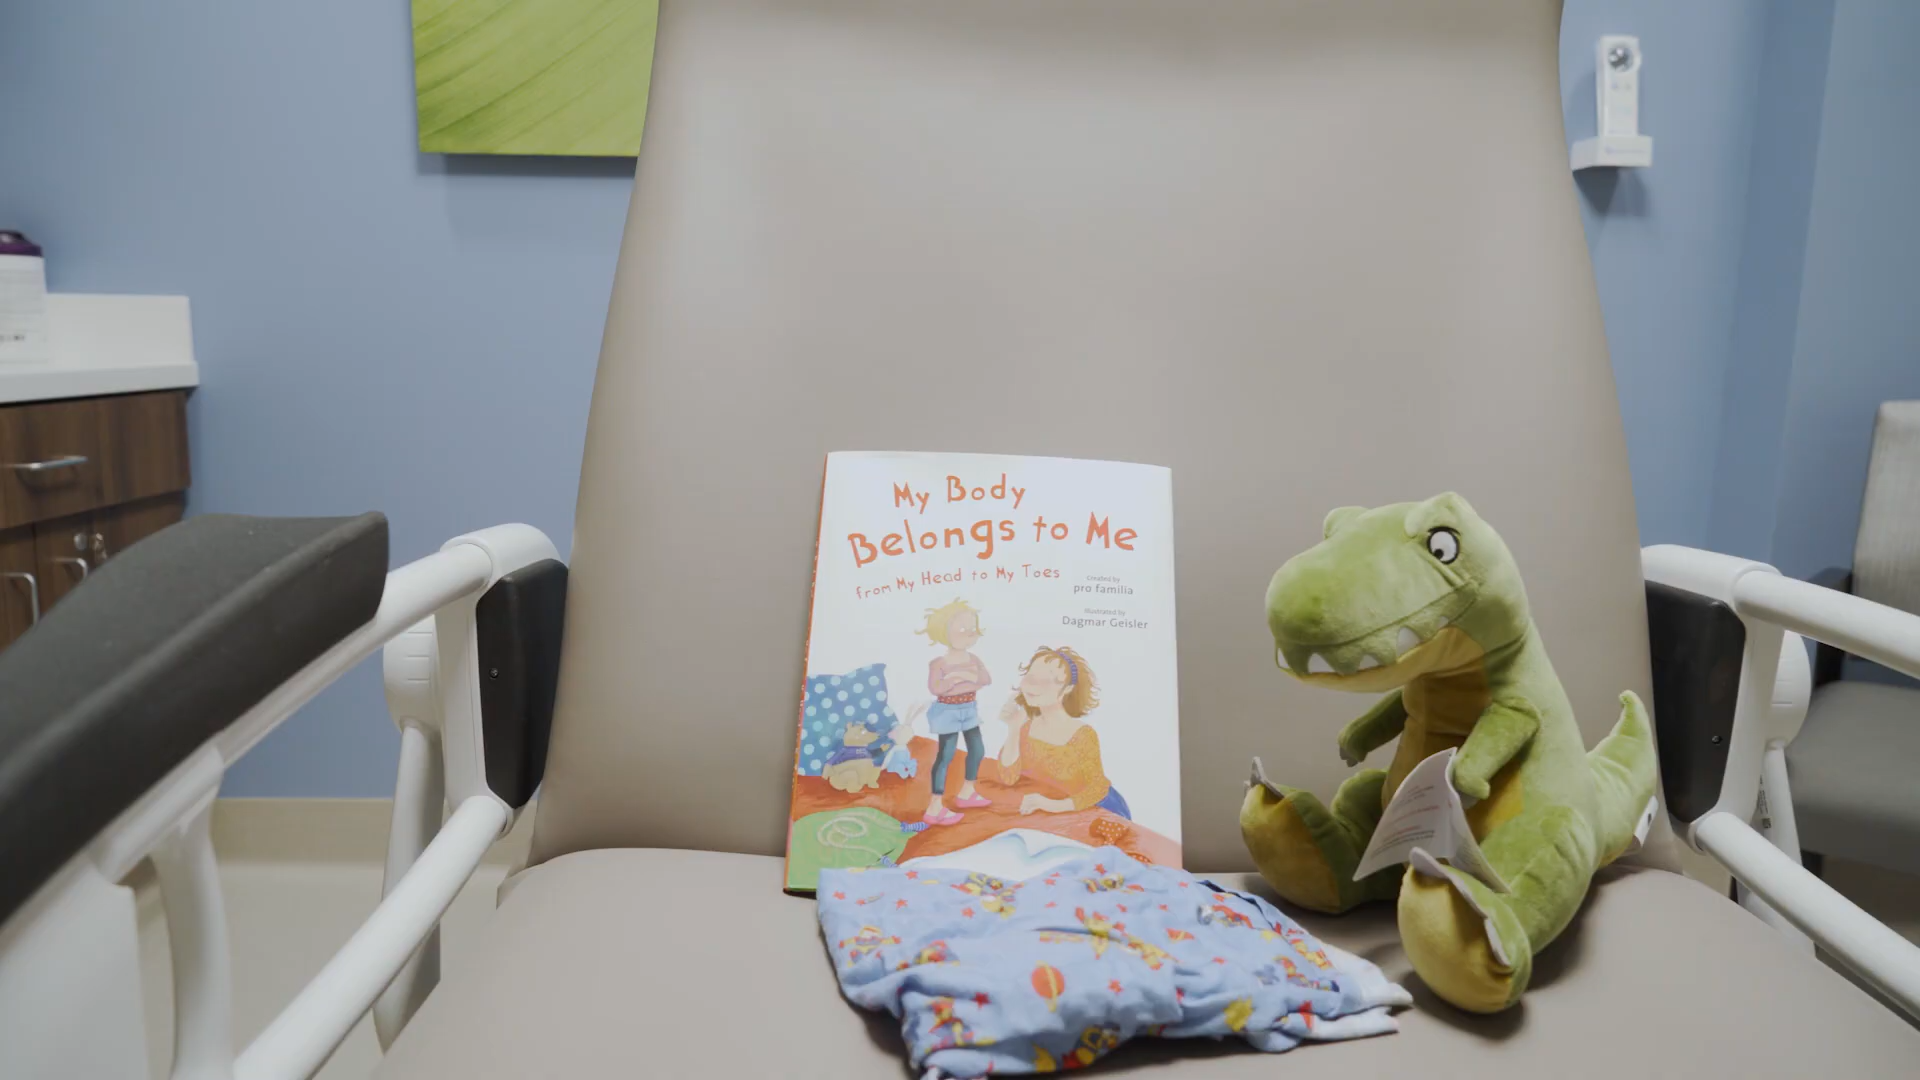 My Body
Belongs to Me
from My Head to My Toes
Created by
pro familia
Illustrated by
Dagmar Geisler